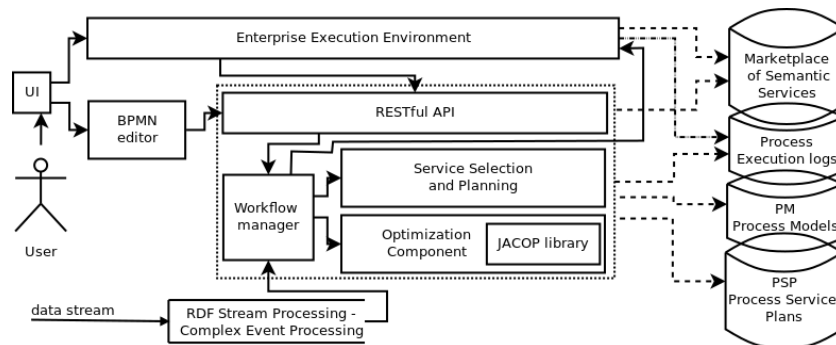 Enterprise Execution Environment
UI
BPMN
editor
User
RESTful API
Workflow
manager
Service Selection
and Planning
Optimization
Component
JACOP library
data stream
RDF Stream Processing -
Complex Event Processing
Marketplace
of Semantic
Services
Process
Execution logs
PM
Process Models
PSP
Process Service
Plans